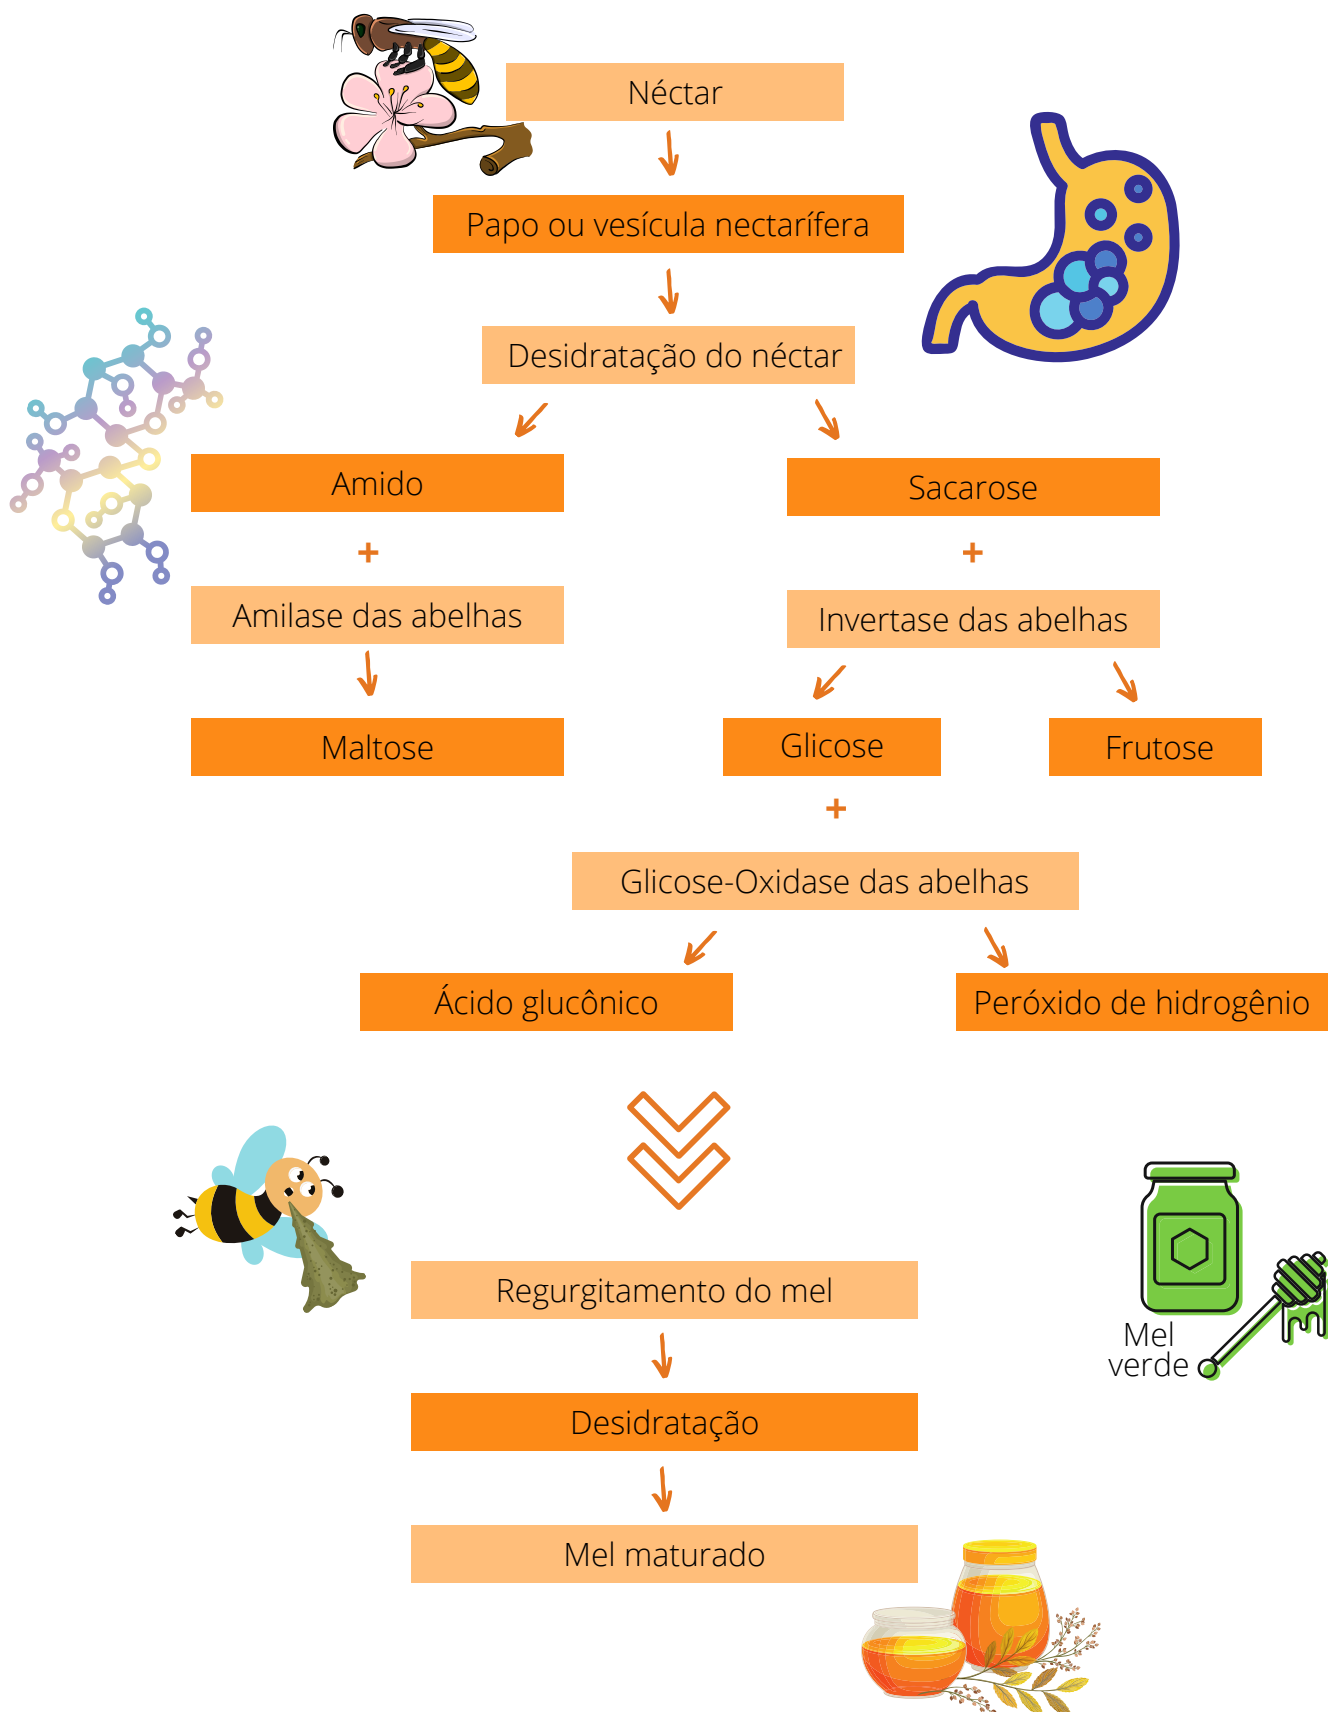 Néctar
Papo ou vesícula nectarífera
Desidratação do néctar
Amido
Sacarose
+
+
Amilase das abelhas
Invertase das abelhas
Maltose
Glicose
Frutose
+
Glicose-Oxidase das abelhas
Ácido glucônico
Peróxido de hidrogênio
Regurgitamento do mel
Mel
verde
Desidratação
Mel maturado